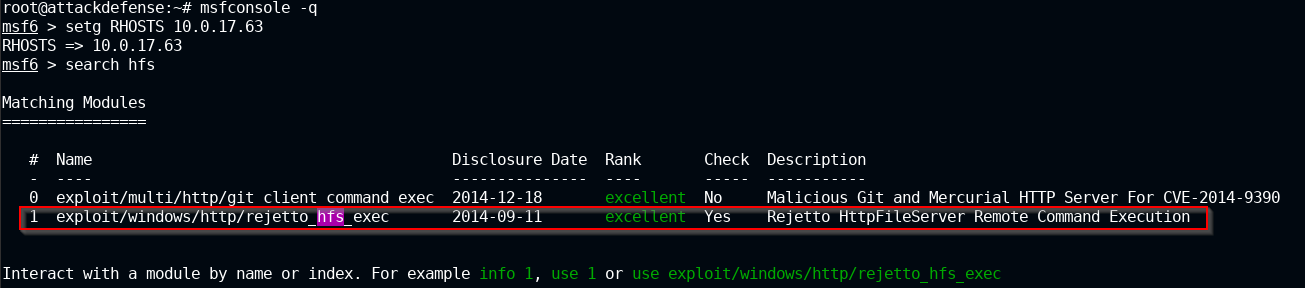 root@attackdefense:~# msfconsole -q
msf6 > setg RHOSTS 10.0.17.63
RHOSTS => 10.0.17.63
msf6 > search hfs
Matching Modules
================
#  Name                                        Disclosure Date  Rank       Check  Description
-  ----                                        ---------------  ----       -----  -----------
0  exploit/multi/http/git_client_command_exec  2014-12-18       excellent  No     Malicious Git and Mercurial HTTP Server For CVE-2014-9390
1  exploit/windows/http/rejetto_hfs_exec       2014-09-11       excellent  Yes    Rejetto HttpFileServer Remote Command Execution
Interact with a module by name or index. For example info 1, use 1 or use exploit/windows/http/rejetto_hfs_exec